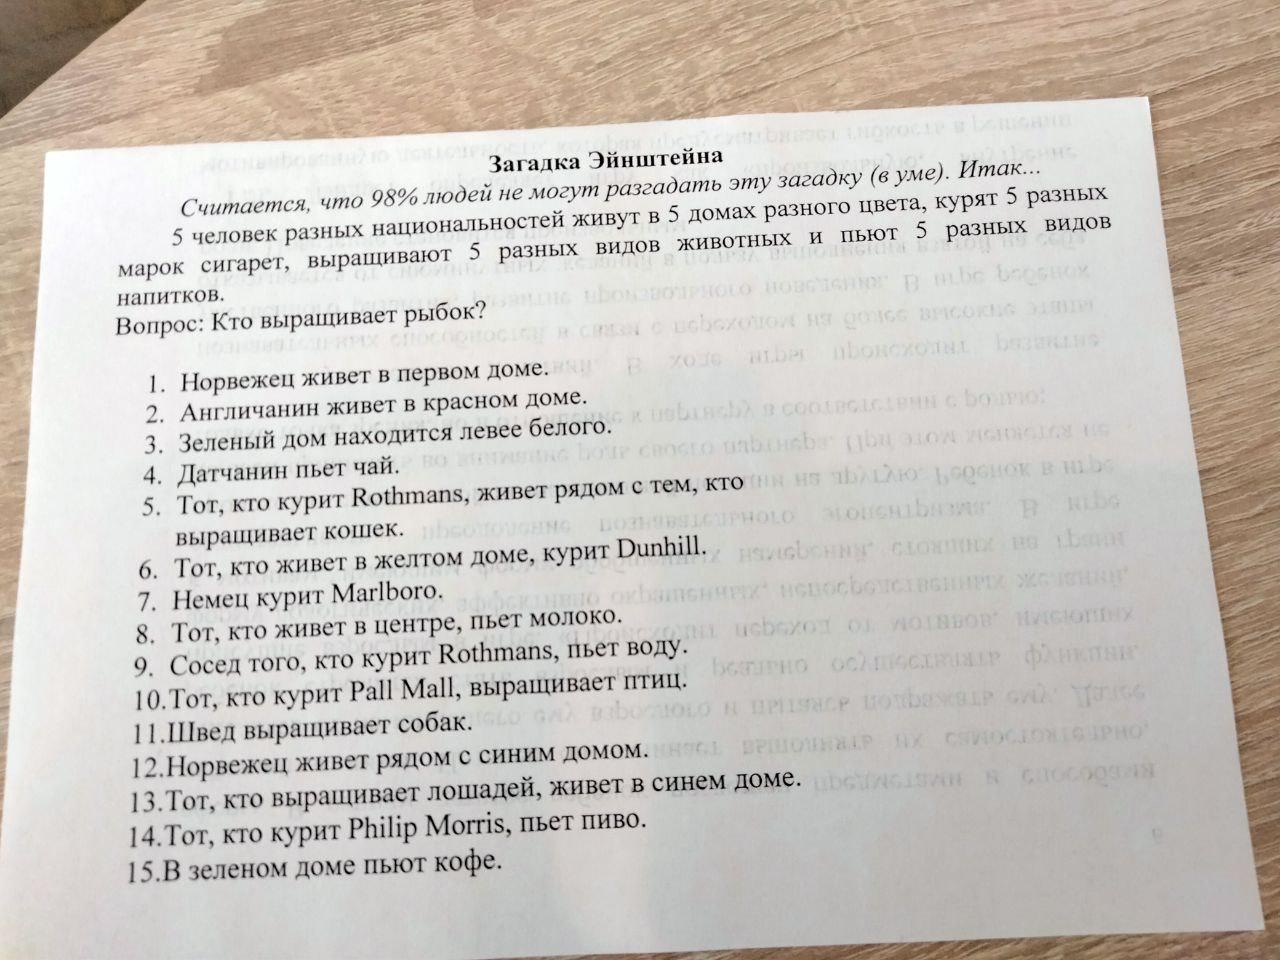 Загадка Эйнштейна
Считается, что 98% людей не могут разгадать эту загадку (в уме). Итак...
5 человек разных национальностей живут в 5 домах разного цвета, курят 5 разных
марок сигарет, выращивают 5 разных видов животных и пьют 5 разных видов
напитков.
Вопрос: Кто выращивает рыбок?
1. Норвежец живет в первом доме.
2. Англичанин живет в красном доме.
3. Зеленый дом находится левее белого.
4. Датчанин пьет чай.
5. Тот, кто курит Rothmans, живет рядом с тем, кто
выращивает кошек.
6. Тот, кто живет в желтом доме, курит Dunhill.
7. Немец курит Marlboro.
8. Тот, кто живет в центре, пьет молоко.
9. Сосед того, кто курит Rothmans, пьет воду.
10.Тот, кто курит Pall Mall, выращивает птиц.
11.Швед выращивает собак.
12.Норвежец живет рядом с синим домом.
13.Тот, кто выращивает лошадей, живет в синем доме.
14.Тот, кто курит Philip Morris, пьет пиво.
15.В зеленом доме пьют кофе.